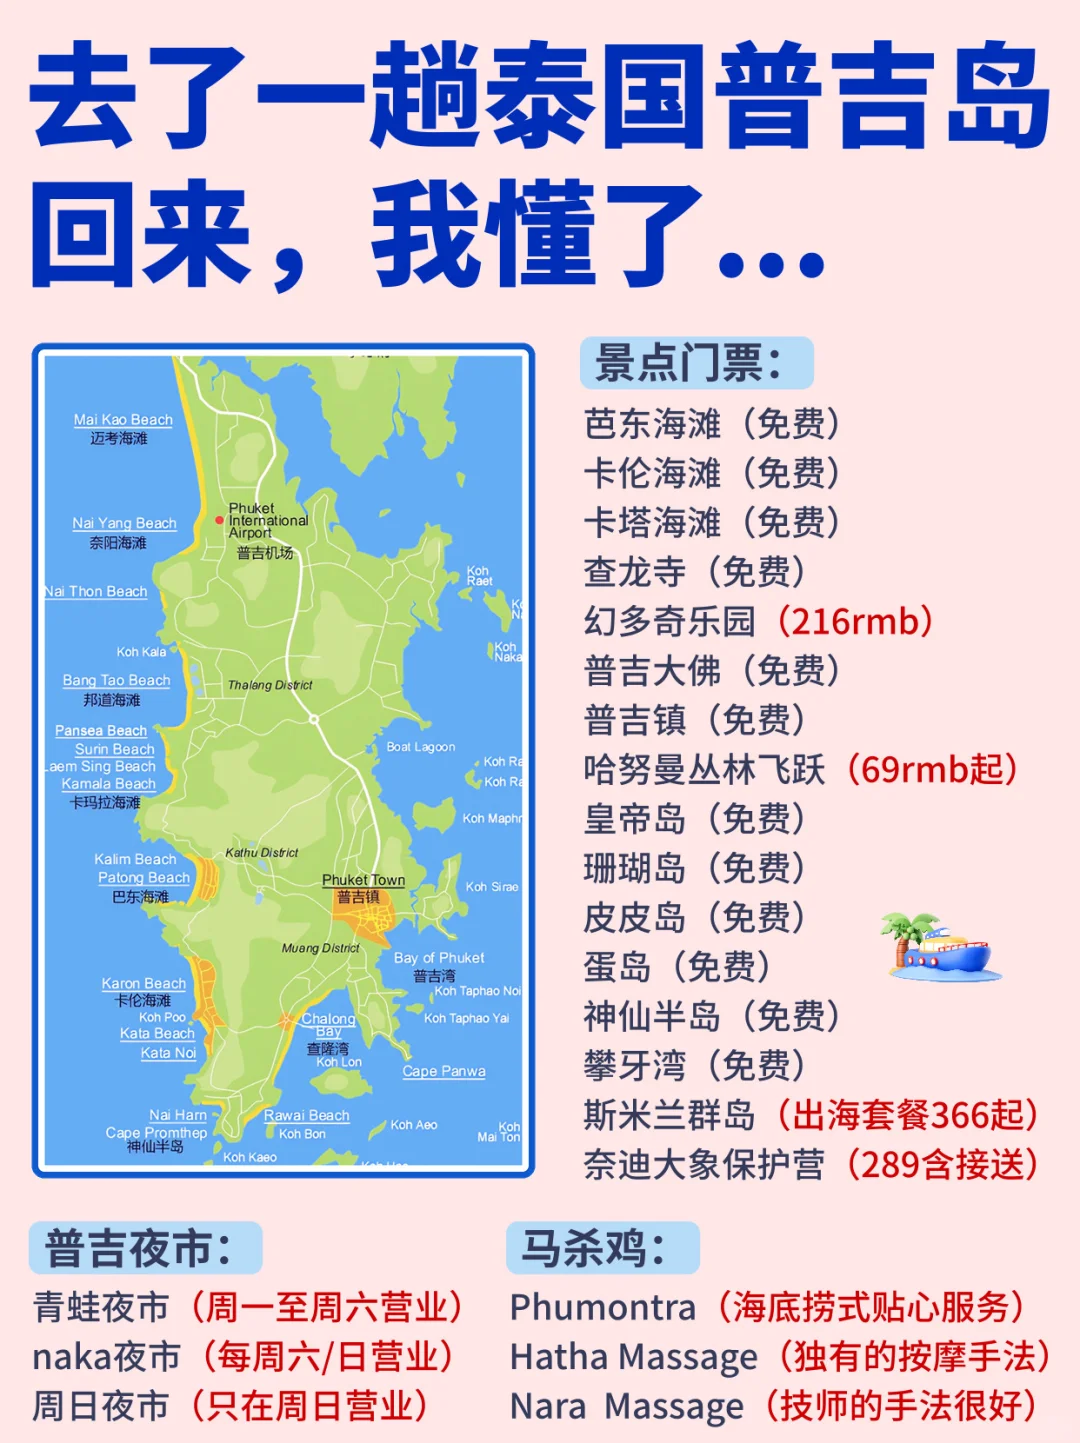 去了一趟泰国普吉岛
回来，我懂了...
Mai Kao Beach
迈考海滩
Nai Yang Beach
奈阳海滩
Phuket
International
Airport
普吉机场
Nai Thon Beach
Koh
Raet
Koh Kala
Koh
Naka
Bang Tao Beach
邦道海滩
Thalang District
Pansea Beach
Surin Beach
Laem Sing Beach
Kamala Beach
卡玛拉海滩
Boat Lagoon
Koh Ra
Koh Ra
Koh Maphr
Kathu District
Kalim Beach
Patong Beach
巴东海滩
Phuket Town
普吉镇
Koh Sirae
Muang District
Bay of Phuket
普吉湾
Karon Beach
卡伦海滩
Koh Poo
Kata Beach
Kata Noi
Koh Taphao Noi
Koh Taphao Yai
Chalong
Bay
查隆湾
Koh Lon
Cape Panwa
Nai Harn
Cape Promthep
神仙半岛
Rawai Beach
Koh Bon
Koh Aeo
Koh
Mai Ton
Koh Kaeo
景点门票：
芭东海滩（免费）
卡伦海滩（免费）
卡塔海滩（免费）
查龙寺（免费）
幻多奇乐园（216rmb）
普吉大佛（免费）
普吉镇（免费）
哈努曼丛林飞跃（69rmb起）
皇帝岛（免费）
珊瑚岛（免费）
皮皮岛（免费）
蛋岛（免费）
神仙半岛（免费）
攀牙湾（免费）
斯米兰群岛（出海套餐366起）
奈迪大象保护营（289含接送）
普吉夜市：
青蛙夜市（周一至周六营业）
naka夜市（每周六/日营业）
周日夜市（只在周日营业）
马杀鸡：
Phumontra（海底捞式贴心服务）
Hatha Massage（独有的按摩手法）
Nara Massage（技师的手法很好）